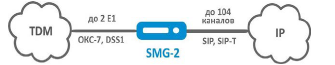 TDM
до 2 E1
ОКС-7, DSS1
SMG-2
до 104
каналов
SIP, SIP-T
IP